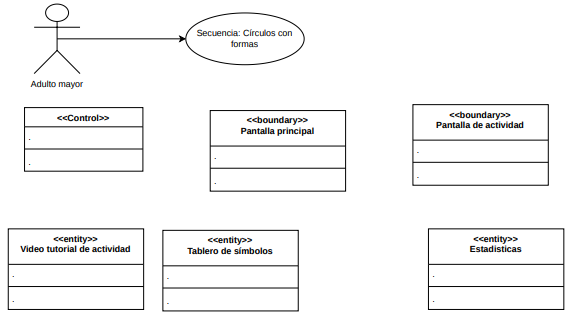 Secuencia: Círculos con
formas
Adulto mayor
<<Control>>
.
.
<<boundary>>
Pantalla principal
.
.
<<boundary>>
Pantalla de actividad
.
.
<<entity>>
Video tutorial de actividad
.
.
<<entity>>
Tablero de símbolos
.
.
<<entity>>
Estadisticas
.
.